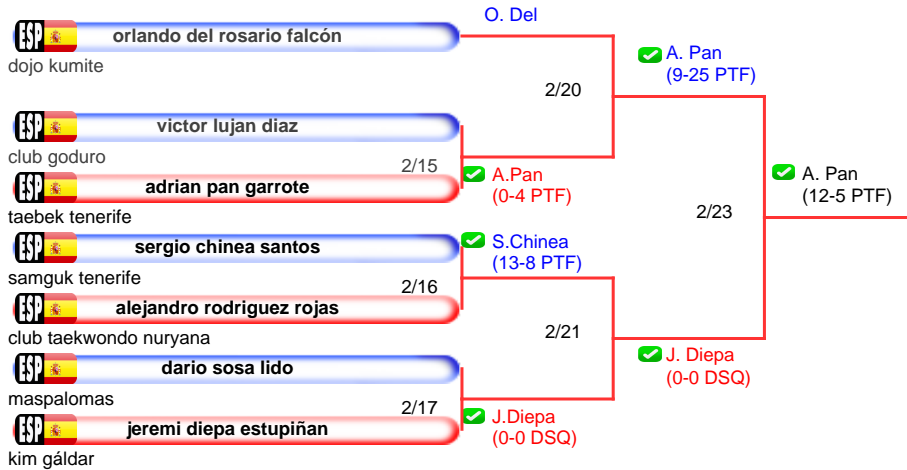 O. Del
ESP orlando del rosario falcón
dojo kumite
A. Pan
(9-25 PTF)
2/20
ESP victor lujan diaz
club goduro
2/15
A.Pan
(0-4 PTF)
ESP adrian pan garrote
taebek tenerife
A. Pan
(12-5 PTF)
2/23
ESP sergio chinea santos
samguk tenerife
S.Chinea
(13-8 PTF)
2/16
ESP alejandro rodriguez rojas
club taekwondo nuryana
2/21
J. Diepa
(0-0 DSQ)
ESP dario sosa lido
maspalomas
2/17
J.Diepa
(0-0 DSQ)
ESP jeremi diepa estupiñan
kim gáldar